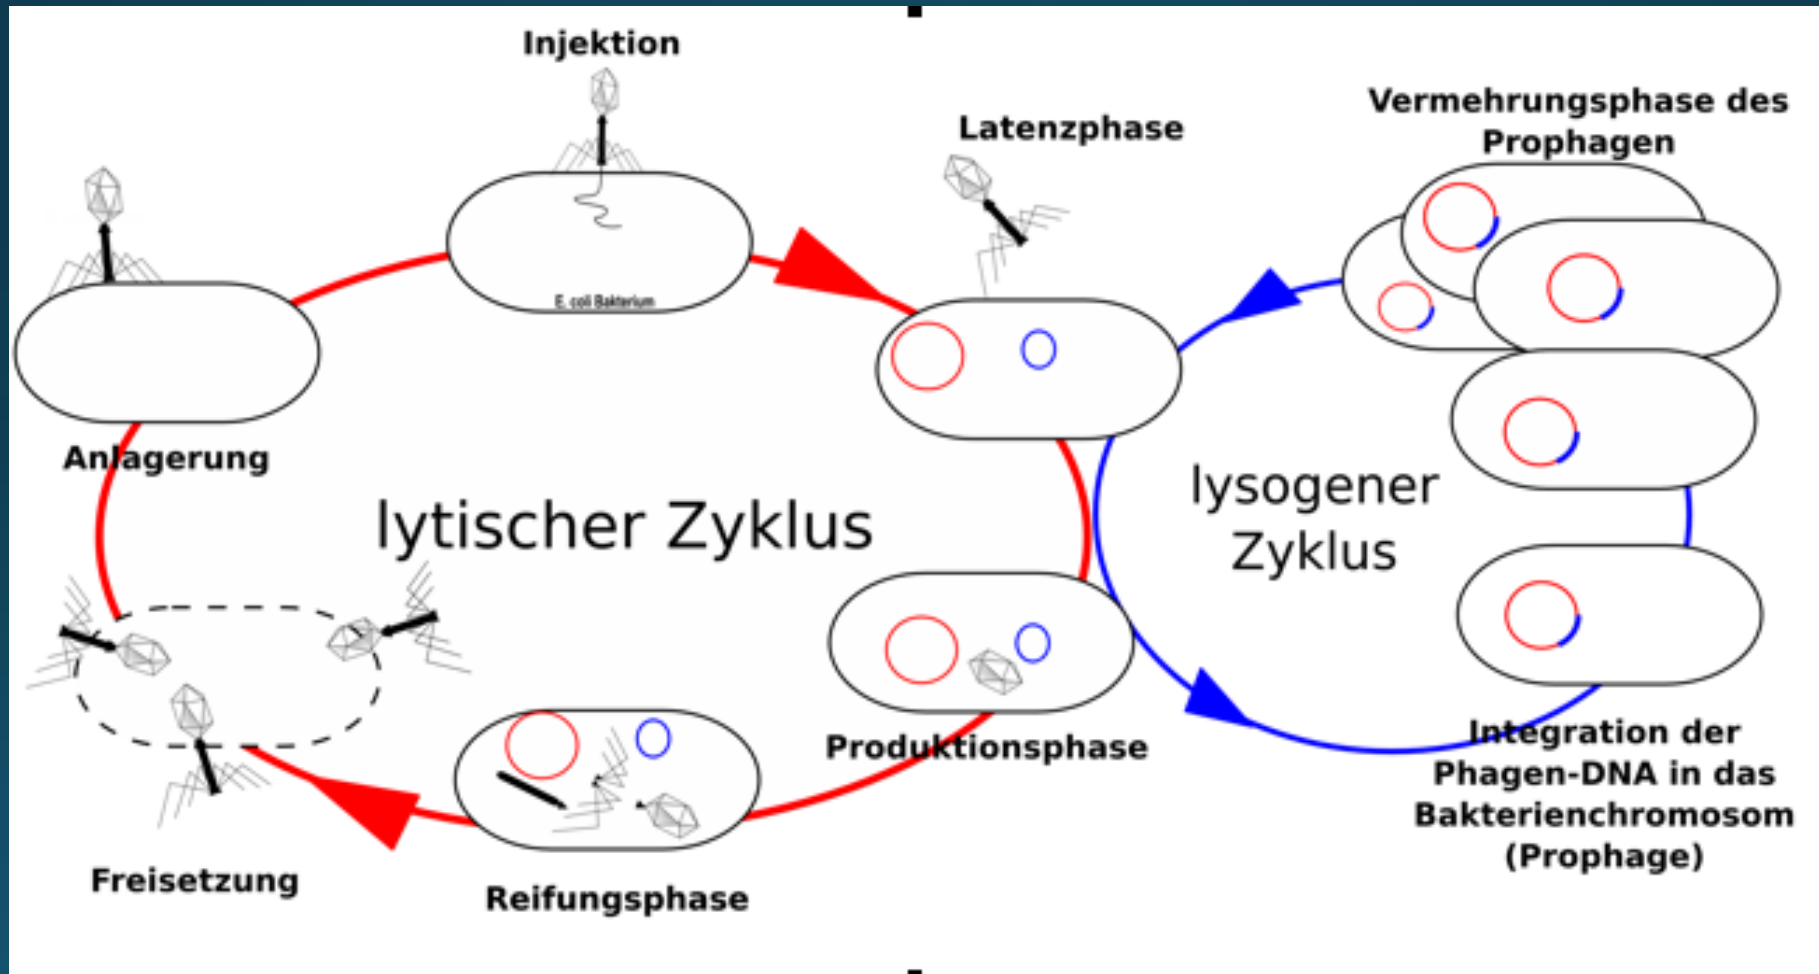 Injektion
Latenzphase
Vermehrungsphase des
Prophagen
E. coli Bakterium
Anlagerung
lytischer Zyklus
lysogener
Zyklus
Produktionsphase
Integration der
Phagen-DNA in das
Bakterienchromosom
(Prophage)
Freisetzung
Reifungsphase